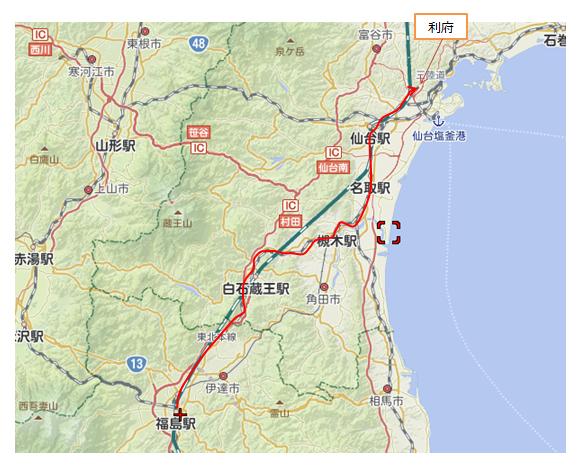 利府
IC
西川
東根市
48
泉ケ岳
富谷市
石巻
寒河江市
三陸道
笹谷
IC
仙台駅
仙台塩釜港
山形駅
IC
仙台南
白鷹山
上山市
名取駅
蔵王山
IC
村田
槻木駅
赤湯駅
白石蔵王駅
角田市
沢駅
東北本線
13
伊達市
相馬市
西吾妻山
霊山
福島駅